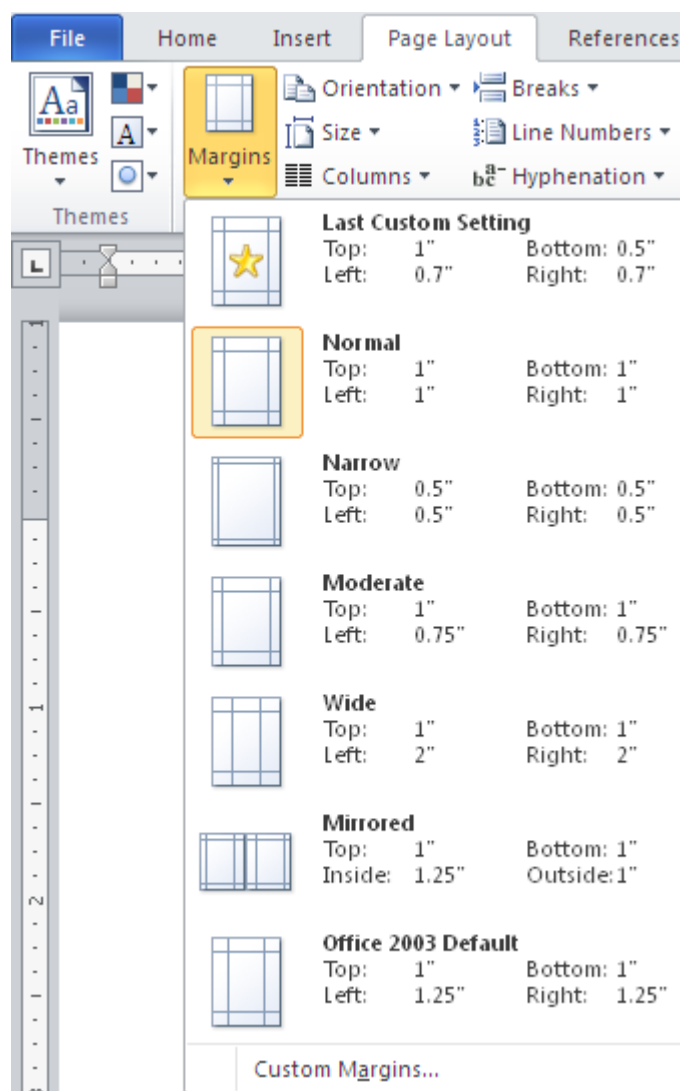 File Home Insert Page Layout References
Aa Orientation Breaks
A Size Line Numbers
Themes Margins Columns Hyphenation
Themes
Last Custom Setting
Top: 1" Bottom: 0.5"
Left: 0.7" Right: 0.7"
Normal
Top: 1" Bottom: 1"
Left: 1" Right: 1"
Narrow
Top: 0.5" Bottom: 0.5"
Left: 0.5" Right: 0.5"
Moderate
Top: 1" Bottom: 1"
Left: 0.75" Right: 0.75"
Wide
Top: 1" Bottom: 1"
Left: 2" Right: 2"
Mirrored
Top: 1" Bottom: 1"
Inside: 1.25" Outside: 1"
Office 2003 Default
Top: 1" Bottom: 1"
Left: 1.25" Right: 1.25"
Custom Margins...
1
1
2